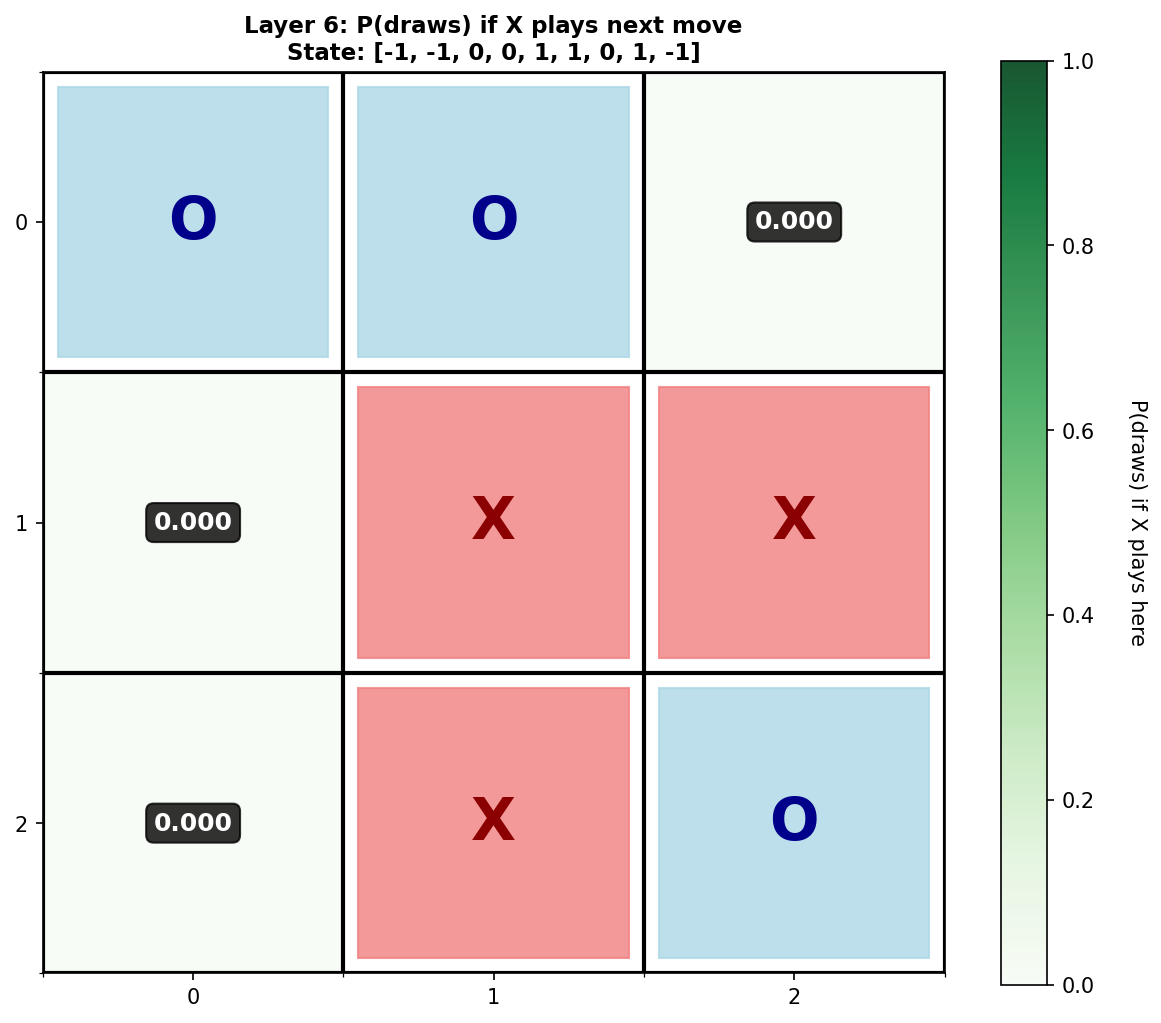 Layer 6: P(draws) if X plays next move
State: [-1, -1, 0, 0, 1, 1, 0, 1, -1]
0
O
O
0.000
1
0.000
X
X
2
0.000
X
O
0
1
2
1.0
0.8
0.6
0.4
0.2
0.0
P(draws) if X plays here